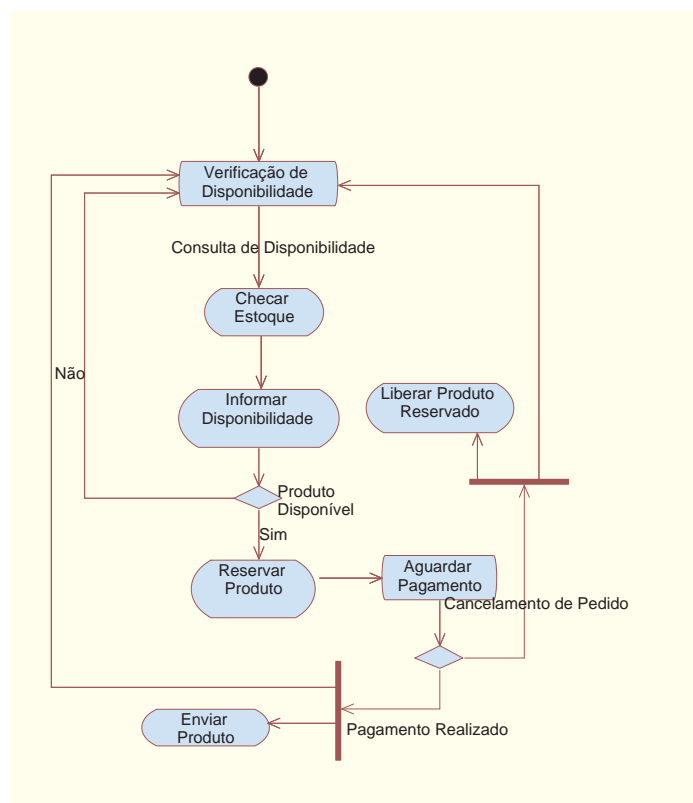 Verificação de
Disponibilidade
Consulta de Disponibilidade
Checar
Estoque
Não
Informar
Disponibilidade
Liberar Produto
Reservado
Produto
Disponível
Sim
Reservar
Produto
Aguardar
Pagamento
Cancelamento de Pedido
Enviar
Produto
Pagamento Realizado